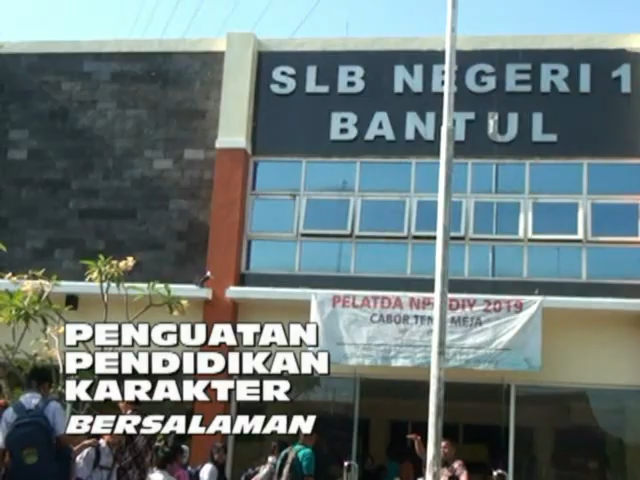 SLB NEGERI 1
BANTUL
PELATDA NPC DIY 2019
CABOR TENIS MEJA
PENGUATAN
PENDIDIKAN
KARAKTER
BERSALAMAN